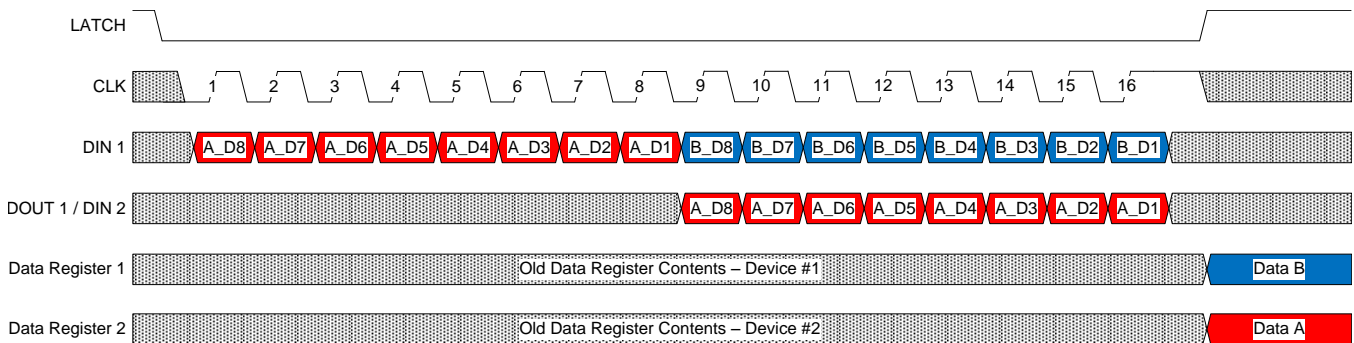 LATCH
CLK 1 2 3 4 5 6 7 8 9 10 11 12 13 14 15 16
DIN 1 A_D8 A_D7 A_D6 A_D5 A_D4 A_D3 A_D2 A_D1 B_D8 B_D7 B_D6 B_D5 B_D4 B_D3 B_D2 B_D1
DOUT 1 / DIN 2 A_D8 A_D7 A_D6 A_D5 A_D4 A_D3 A_D2 A_D1
Data Register 1 Old Data Register Contents – Device #1 Data B
Data Register 2 Old Data Register Contents – Device #2 Data A